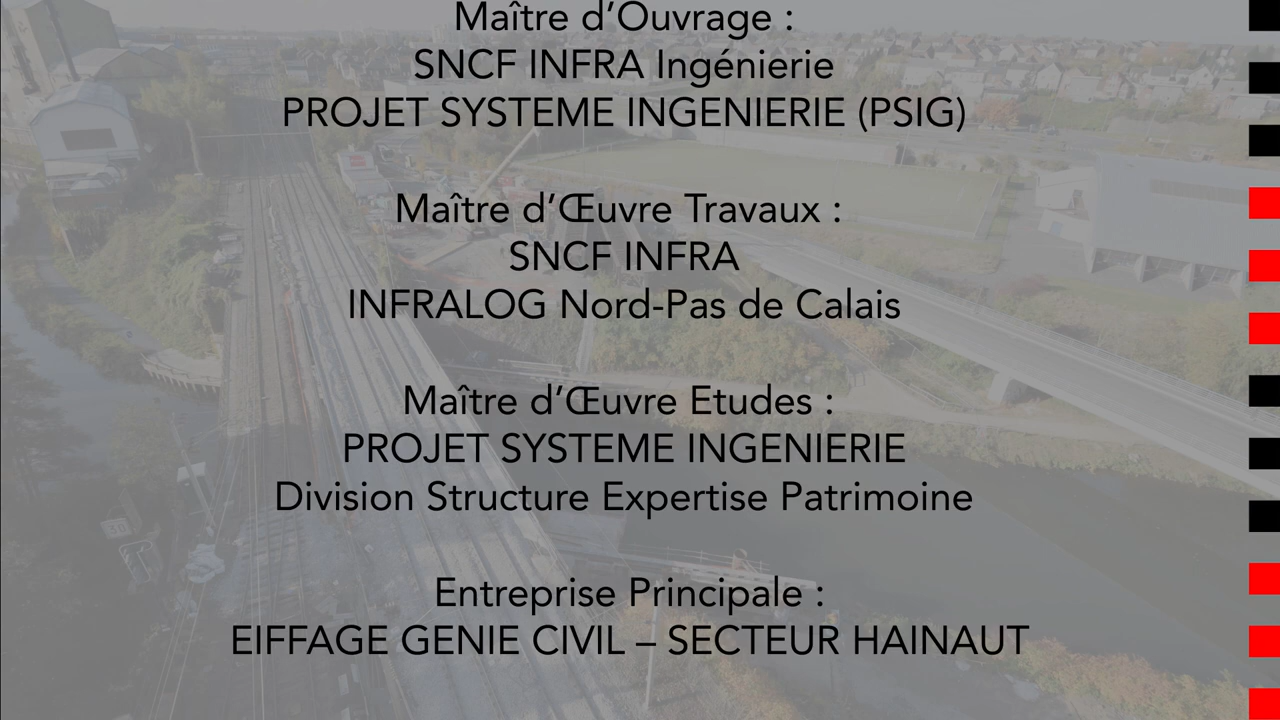 Maître d’Ouvrage :
SNCF INFRA Ingénierie
PROJET SYSTEME INGENIERIE (PSIG)
Maître d’Œuvre Travaux :
SNCF INFRA
INFRALOG Nord-Pas de Calais
Maître d’Œuvre Etudes :
PROJET SYSTEME INGENIERIE
Division Structure Expertise Patrimoine
Entreprise Principale :
EIFFAGE GENIE CIVIL – SECTEUR HAINAUT